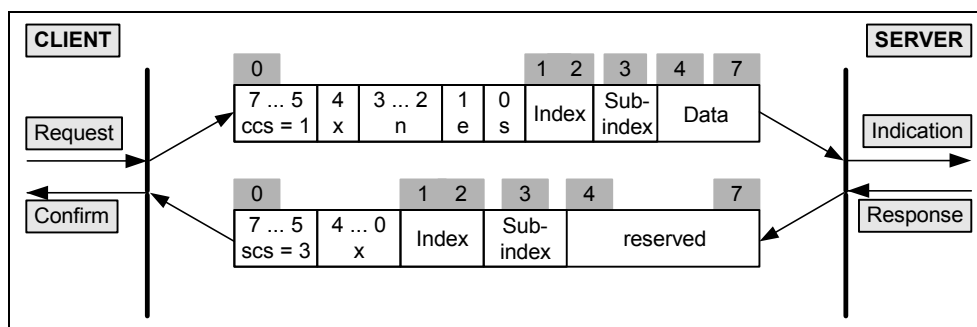 CLIENT
SERVER
0 1 2 3 4 7
7 ... 5 4 3 ... 2 1 0 Index Sub- Data
ccs = 1 x n e s index
Request
Indication
Confirm
Response
0 1 2 3 4 7
7 ... 5 4 ... 0 Index Sub- reserved
scs = 3 x index